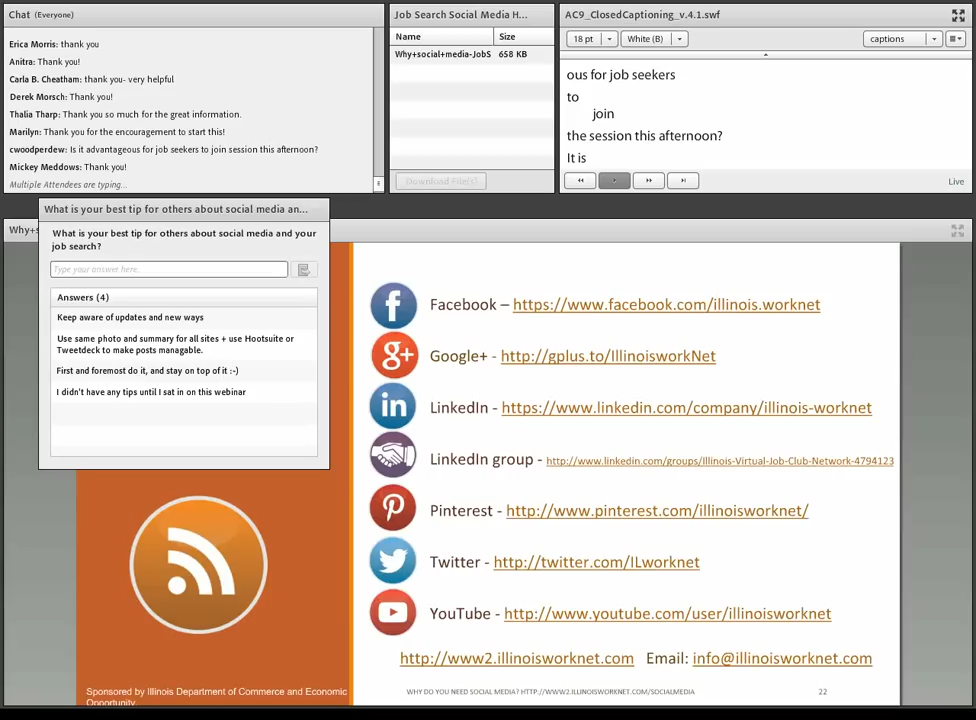 Chat (Everyone)
Erica Morris: thank you
Anitra: Thank you!
Carla B. Cheatham: thank you- very helpful
Derek Morsch: Thank you!
Thalia Tharp: Thank you so much for the great information.
Marilyn: Thank you for the encouragement to start this!
cwoodperdew: Is it advantageous for job seekers to join session this afternoon?
Mickey Meddows: Thank you!
Multiple Attendees are typing...
Job Search Social Media H...
Name Size
Why+social+media-JobS 658 KB
Download File(s)
AC9_ClosedCaptioning_v.4.1.swf
18 pt White (B) captions
ous for job seekers
to
join
the session this afternoon?
It is
Live
Why+s
What is your best tip for others about social media an...
What is your best tip for others about social media and your
job search?
Type your answer here.
Answers (4)
Keep aware of updates and new ways
Use same photo and summary for all sites + use Hootsuite or
Tweetdeck to make posts managable.
First and foremost do it, and stay on top of it :-)
I didn't have any tips until I sat in on this webinar
Facebook – https://www.facebook.com/illinois.worknet
Google+ - http://gplus.to/IllinoisworkNet
LinkedIn - https://www.linkedin.com/company/illinois-worknet
LinkedIn group - http://www.linkedin.com/groups/Illinois-Virtual-Job-Club-Network-4794123
Pinterest - http://www.pinterest.com/illinoisworknet/
Twitter - http://twitter.com/ILworknet
YouTube - http://www.youtube.com/user/illinoisworknet
http://www2.illinoisworknet.com Email: info@illinoisworknet.com
Sponsored by Illinois Department of Commerce and Economic
Opportunity.
WHY DO YOU NEED SOCIAL MEDIA? HTTP://WWW2.ILLINOISWORKNET.COM/SOCIALMEDIA 22